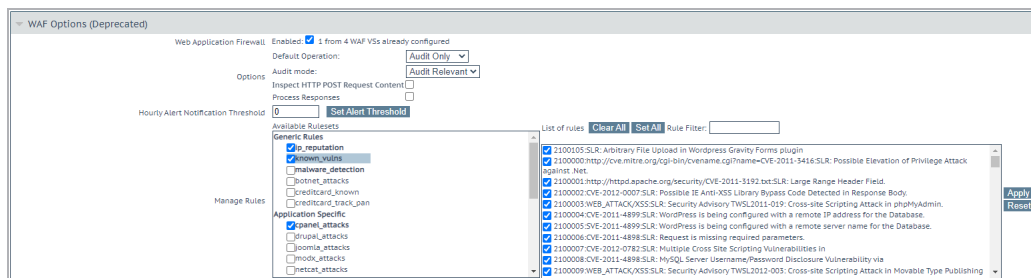 WAF Options (Deprecated)
Web Application Firewall Enabled: 1 from 4 WAF VSs already configured
Default Operation: Audit Only
Options
Audit mode: Audit Relevant
Inspect HTTP POST Request Content
Process Responses
Hourly Alert Notification Threshold 0 Set Alert Threshold
Available Rulesets
Generic Rules
ip_reputation
known_vulns
malware_detection
botnet_attacks
creditcard_known
creditcard_track_pan
Manage Rules
Application Specific
cpanel_attacks
drupal_attacks
joomla_attacks
modx_attacks
netcat_attacks
List of rules Clear All Set All Rule Filter:
2100105:SLR: Arbitrary File Upload in Wordpress Gravity Forms plugin
2100000:http://cve.mitre.org/cgi-bin/cvename.cgi?name=CVE-2011-3416:SLR: Possible Elevation of Privilege Attack
against .Net.
2100001:http://httpd.apache.org/security/CVE-2011-3192.txt:SLR: Large Range Header Field.
2100002:CVE-2012-0007:SLR: Possible IE Anti-XSS Library Bypass Code Detected in Response Body.
2100003:WEB_ATTACK/XSS:SLR: Security Advisory TWSL2011-019: Cross-site Scripting Attack in phpMyAdmin.
2100004:CVE-2011-4899:SLR: WordPress is being configured with a remote IP address for the Database.
2100005:SVE-2011-4899:SLR: WordPress is being configured with a remote server name for the Database.
2100006:CVE-2011-4898:SLR: Request is missing required parameters.
2100007:CVE-2012-0782:SLR: Multiple Cross Site Scripting Vulnerabilities in
2100008:CVE-2011-4898:SLR: MySQL Server Username/Password Disclosure Vulnerability via
2100009:WEB_ATTACK/XSS:SLR: Security Advisory TWSL2012-003: Cross-site Scripting Attack in Movable Type Publishing
Apply
Reset